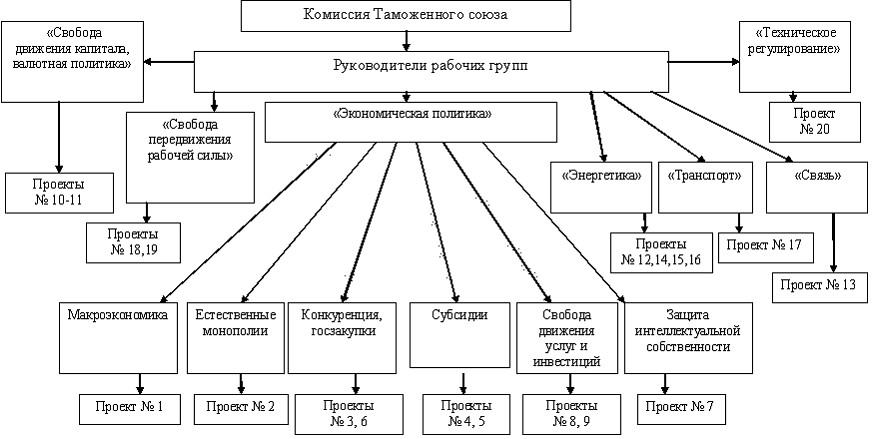 Комиссия Таможенного союза
«Свобода
движения капитала,
валютная политика»
Руководители рабочих групп
«Техническое
регулирование»
«Экономическая политика»
Проект
№ 20
«Свобода
передвижения
рабочей силы»
Проекты
№ 10-11
«Энергетика»
«Транспорт»
«Связь»
Проекты
№ 18,19
Проекты
№ 12,14,15,16
Проект № 17
Проект № 13
Макроэкономика
Естественные
монополии
Конкуренция,
госзакупки
Субсидии
Свобода
движения
услуг и
инвестиций
Защита
интеллектуальной
собственности
Проект № 1
Проект № 2
Проекты
№ 3, 6
Проекты
№ 4, 5
Проекты
№ 8, 9
Проект № 7